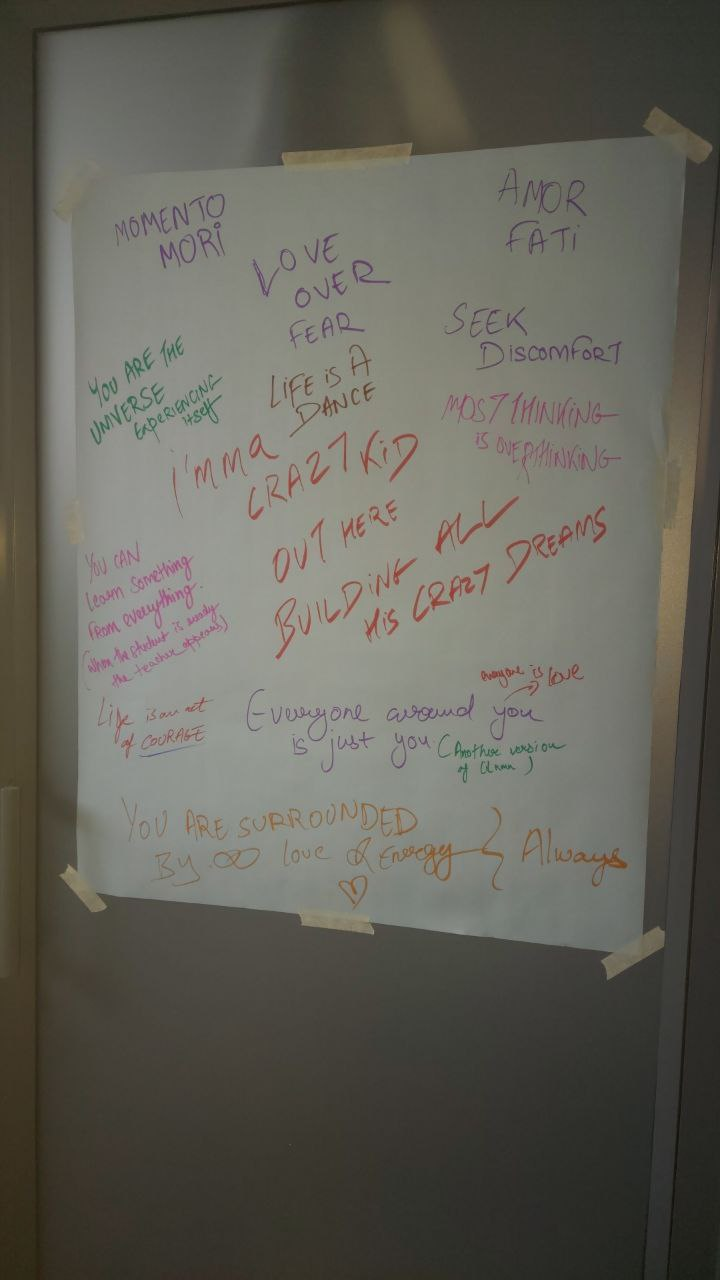 MOMENTO
MORi
AMOR
FATi
LOVE
OVER
FEAR
SEEK
DiSCOMFORT
YOU ARE THE
UNIVERSE
EXPERIENCING
itself
LiFE iS A
DANCE
MOST THiNKiNG
iS OVERTHiNKiNG
i'mma
CRAZY KiD
OUT HERE
BUiLDiNG ALL
HiS CRAZY DREAMS
YOU CAN
Learn Something
FROM everything.
(When the student is ready
the teacher appears)
Life is an act
of COURAGE
everyone is love
Everyone around you
is just you
(Another version
of
YOU ARE SURROUNDED
BY ∞ love & Energy } Always
♡